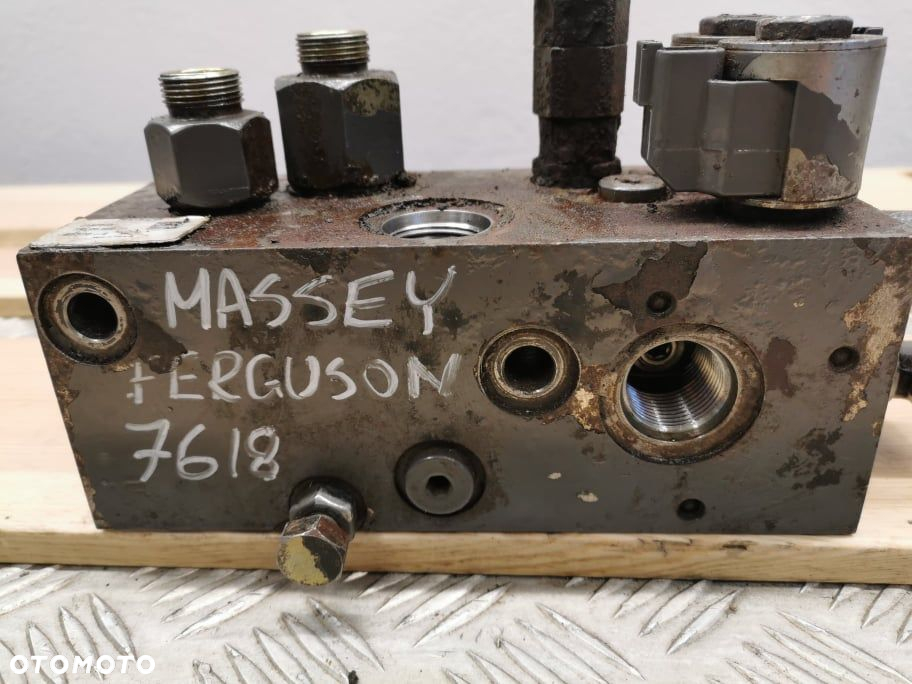 MASSEY
FERGUSON
7618
OTOMOTO